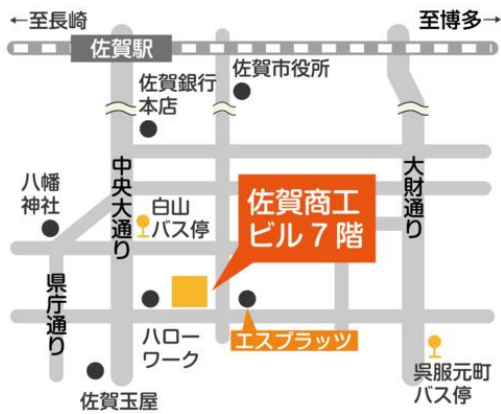 ←至長崎
至博多→
佐賀駅
佐賀銀行
本店
佐賀市役所
八幡
神社
中央大通り
白山
バス停
佐賀商工
ビル7階
大財通り
県庁通り
ハロー
ワーク
エスプラッツ
呉服元町
バス停
佐賀玉屋